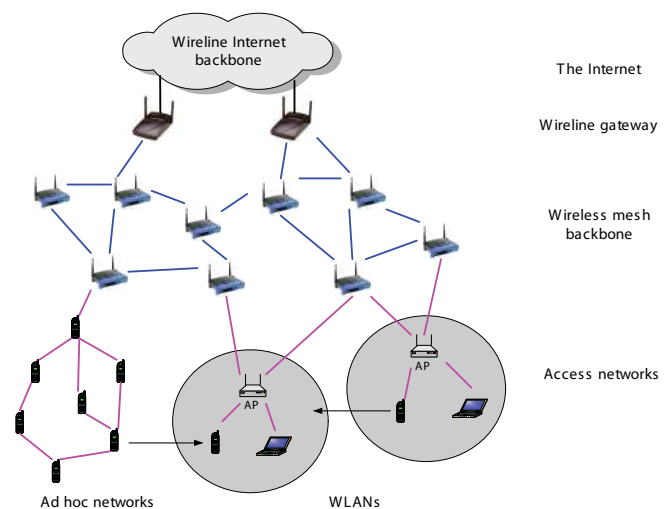 Wireline Internet
backbone
The Internet
Wireline gateway
Wireless mesh
backbone
AP
AP
Access networks
Ad hoc networks
WLANs